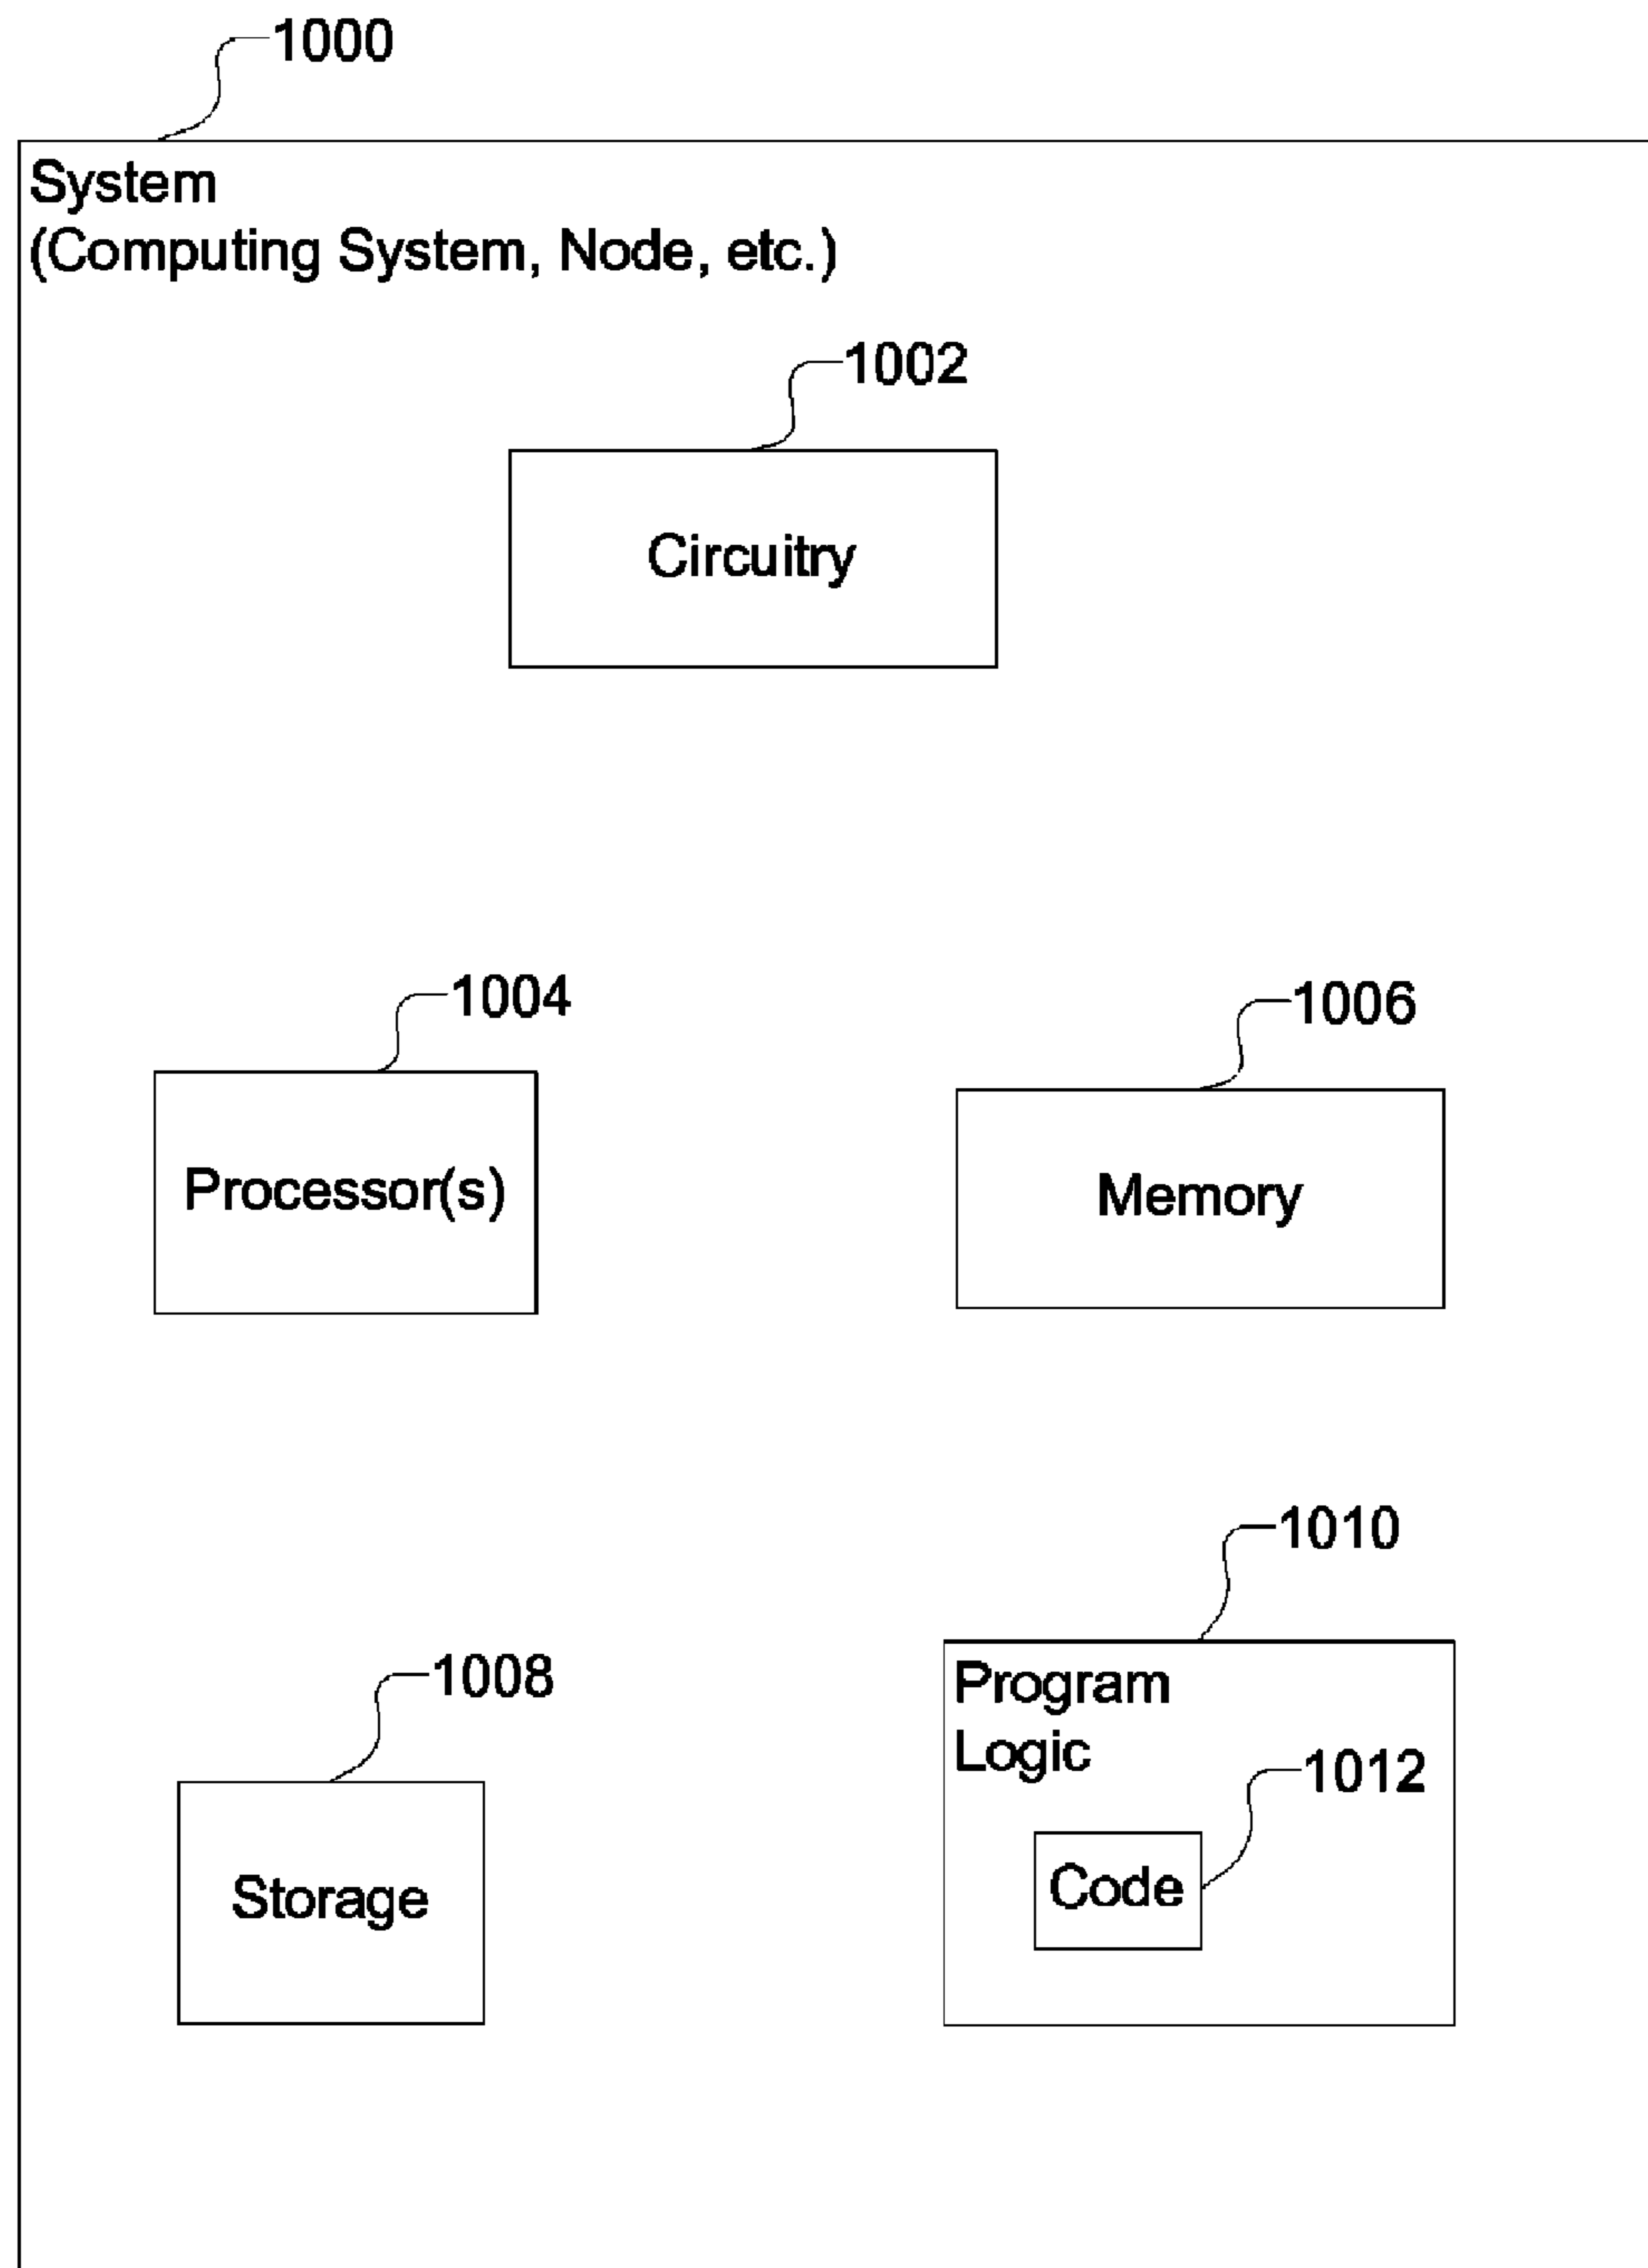 1000
System
(Computing System, Node, etc.)
1002
Circuitry
1004
1006
Processor(s)
Memory
1010
1008
Program
Logic
1012
Code
Storage